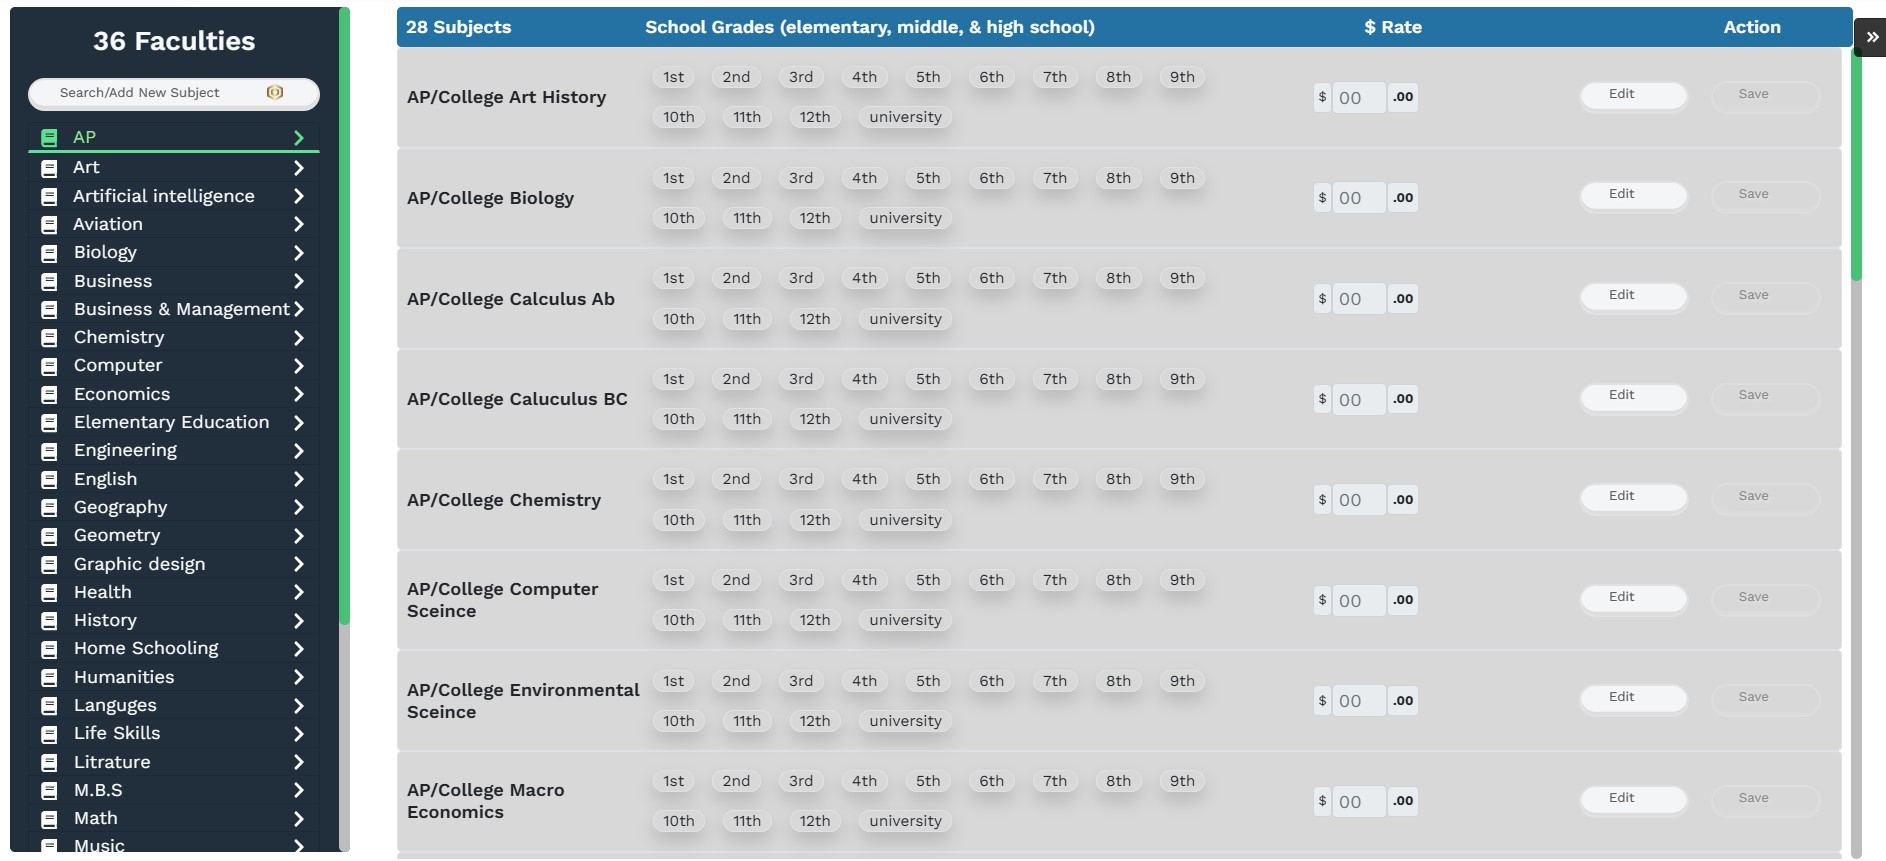 36 Faculties
Search/Add New Subject
AP
Art
Artificial intelligence
Aviation
Biology
Business
Business & Management
Chemistry
Computer
Economics
Elementary Education
Engineering
English
Geography
Geometry
Graphic design
Health
History
Home Schooling
Humanities
Languges
Life Skills
Litrature
M.B.S
Math
Music
28 Subjects School Grades (elementary, middle, & high school) $ Rate Action
AP/College Art History
1st 2nd 3rd 4th 5th 6th 7th 8th 9th
10th 11th 12th university
$ 00 .00 Edit Save
AP/College Biology
1st 2nd 3rd 4th 5th 6th 7th 8th 9th
10th 11th 12th university
$ 00 .00 Edit Save
AP/College Calculus Ab
1st 2nd 3rd 4th 5th 6th 7th 8th 9th
10th 11th 12th university
$ 00 .00 Edit Save
AP/College Caluculus BC
1st 2nd 3rd 4th 5th 6th 7th 8th 9th
10th 11th 12th university
$ 00 .00 Edit Save
AP/College Chemistry
1st 2nd 3rd 4th 5th 6th 7th 8th 9th
10th 11th 12th university
$ 00 .00 Edit Save
AP/College Computer
Sceince
1st 2nd 3rd 4th 5th 6th 7th 8th 9th
10th 11th 12th university
$ 00 .00 Edit Save
AP/College Environmental
Sceince
1st 2nd 3rd 4th 5th 6th 7th 8th 9th
10th 11th 12th university
$ 00 .00 Edit Save
AP/College Macro
Economics
1st 2nd 3rd 4th 5th 6th 7th 8th 9th
10th 11th 12th university
$ 00 .00 Edit Save